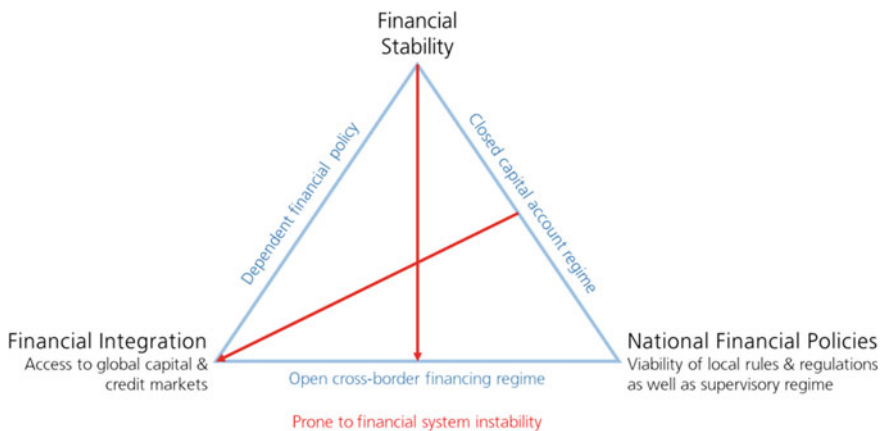 Financial
Stability
Dependent financial policy
Closed capital account
regime
Financial Integration
Access to global capital &
credit markets
National Financial Policies
Viability of local rules & regulations
as well as supervisory regime
Open cross-border financing regime
Prone to financial system instability